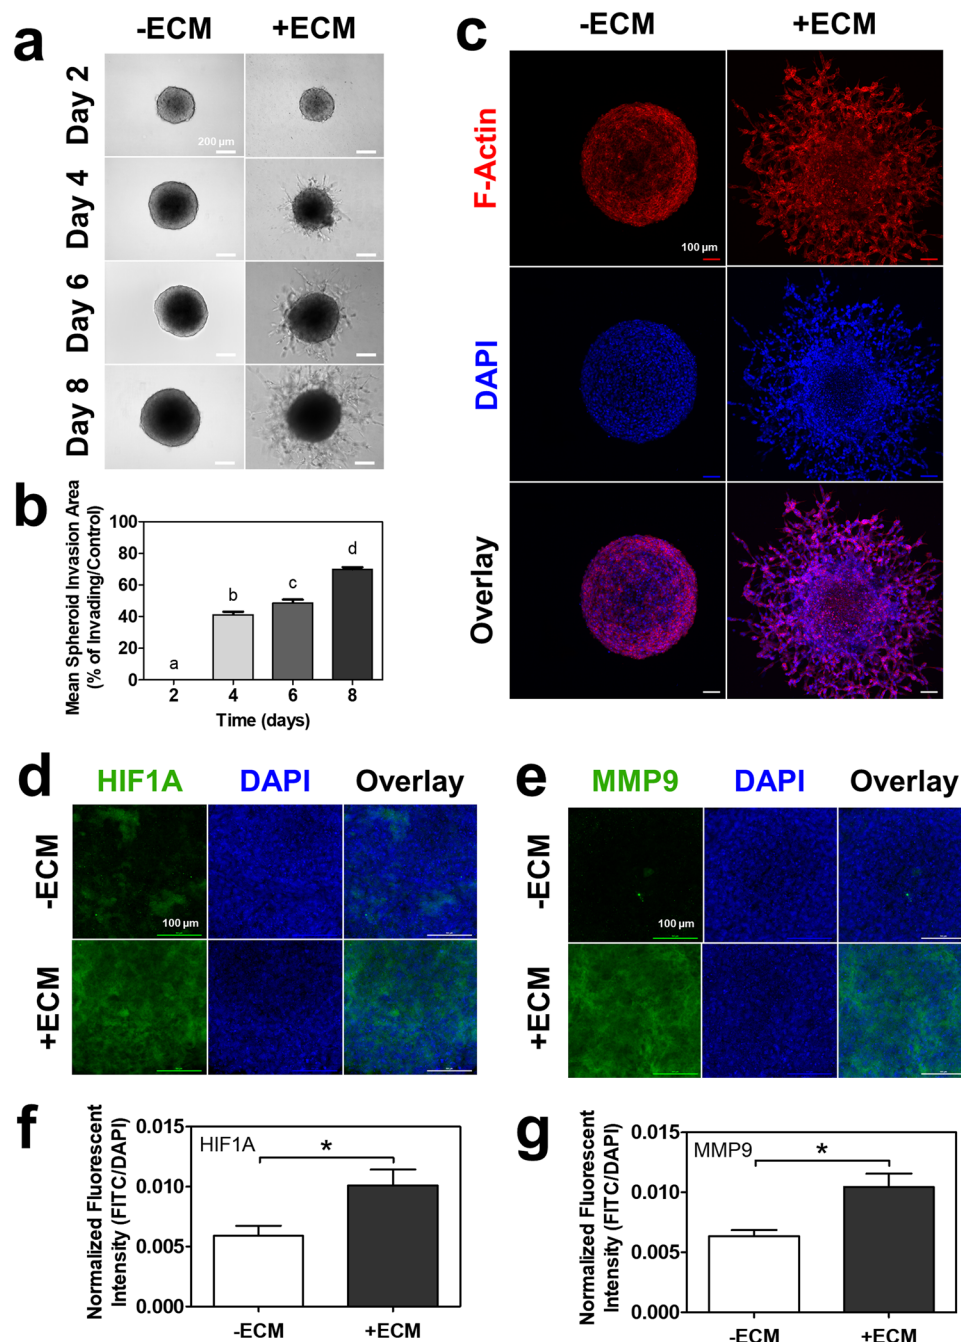 a
-ECM +ECM
Day 2
200 µm
Day 4
Day 6
Day 8
b
Mean Spheroid Invasion Area
(% of Invading/Control)
100
80
60
40
20
0
a
b
c
d
2 4 6 8
Time (days)
c
-ECM +ECM
F-Actin
100 µm
DAPI
Overlay
d
HIF1A DAPI Overlay
-ECM
100 µm
+ECM
e
MMP9 DAPI Overlay
-ECM
100 µm
+ECM
f
Normalized Fluorescent
Intensity (FITC/DAPI)
0.015
0.010
0.005
0.000
HIF1A
*
-ECM +ECM
g
Normalized Fluorescent
Intensity (FITC/DAPI)
0.015
0.010
0.005
0.000
MMP9
*
-ECM +ECM